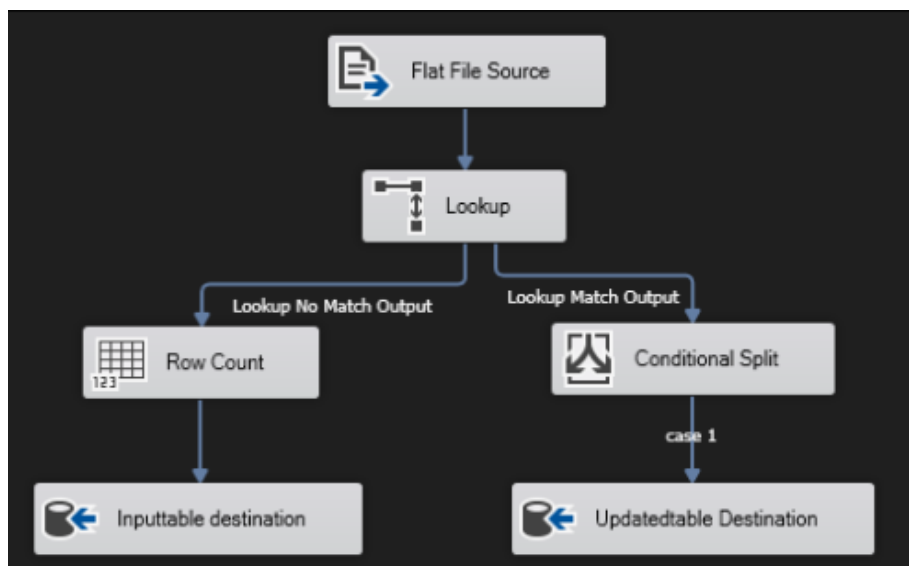 Flat File Source
Lookup
Lookup No Match Output
Lookup Match Output
123
Row Count
Conditional Split
case 1
Inputtable destination
Updatedtable Destination